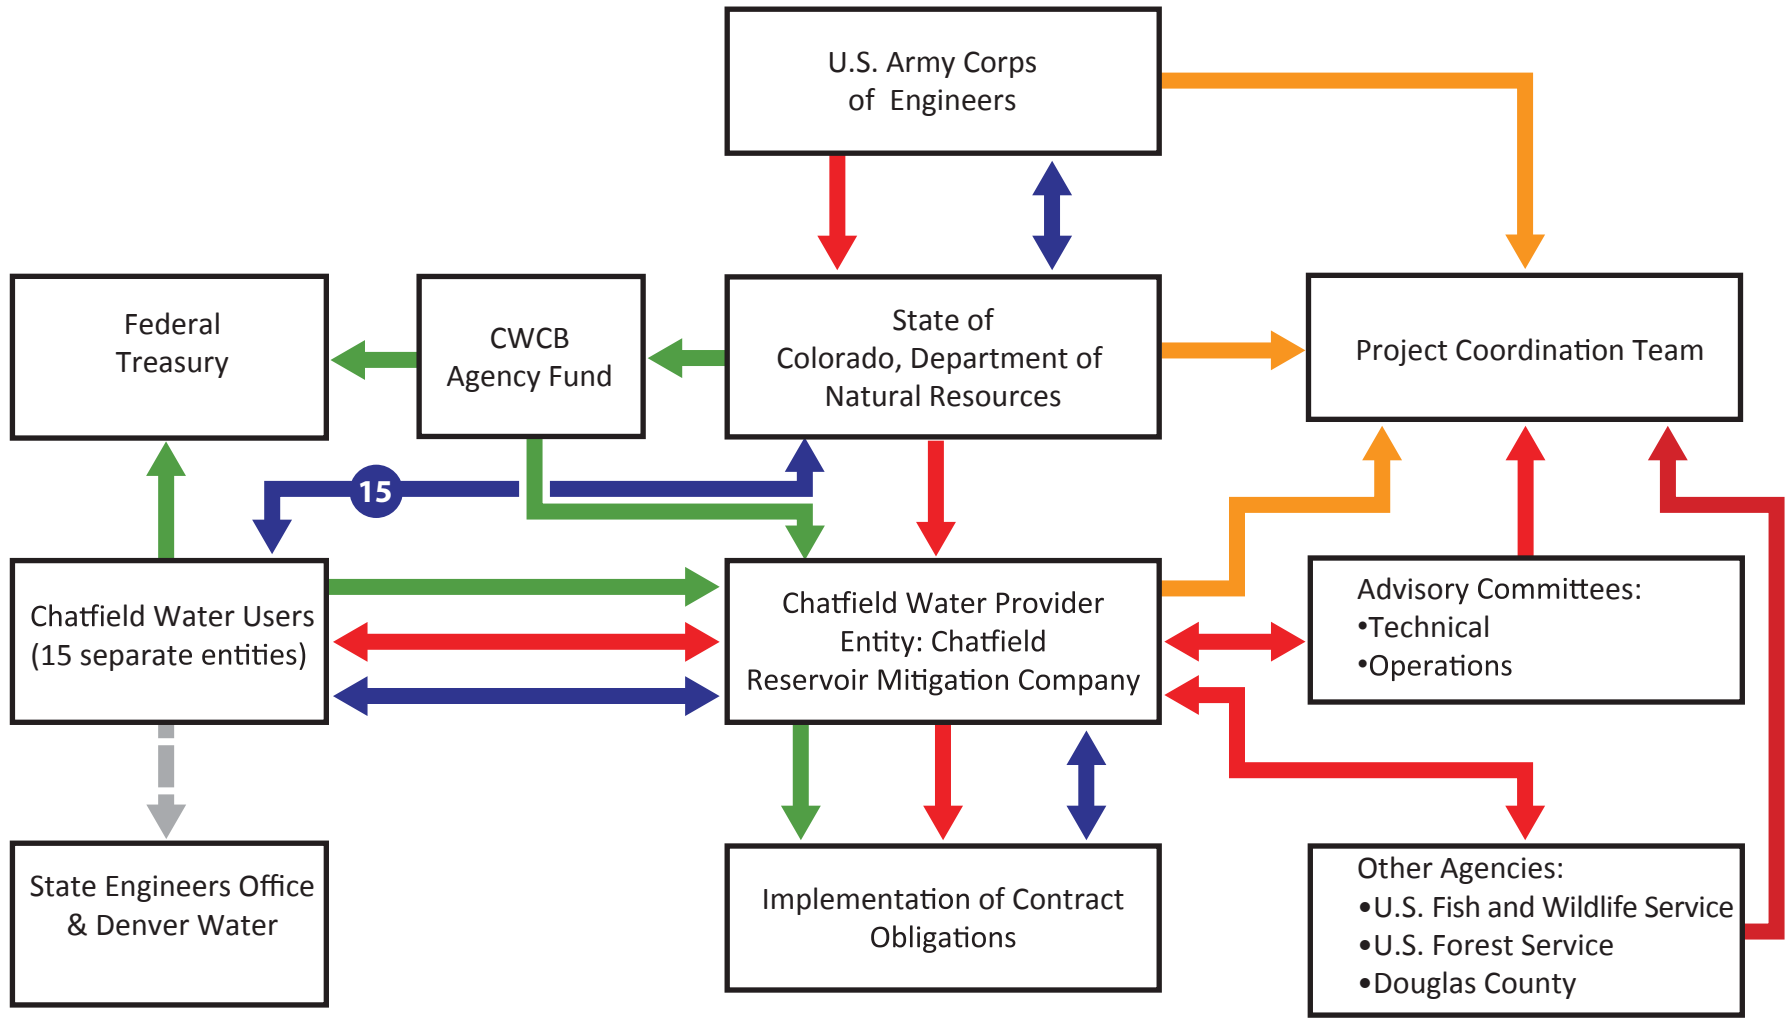 U.S. Army Corps
of Engineers
Federal
Treasury
CWCB
Agency Fund
State of
Colorado, Department of
Natural Resources
Project Coordination Team
15
Chatfield Water Users
(15 separate entities)
Chatfield Water Provider
Entity: Chatfield
Reservoir Mitigation Company
Advisory Committees:
•Technical
•Operations
State Engineers Office
& Denver Water
Implementation of Contract
Obligations
Other Agencies:
•U.S. Fish and Wildlife Service
•U.S. Forest Service
•Douglas County